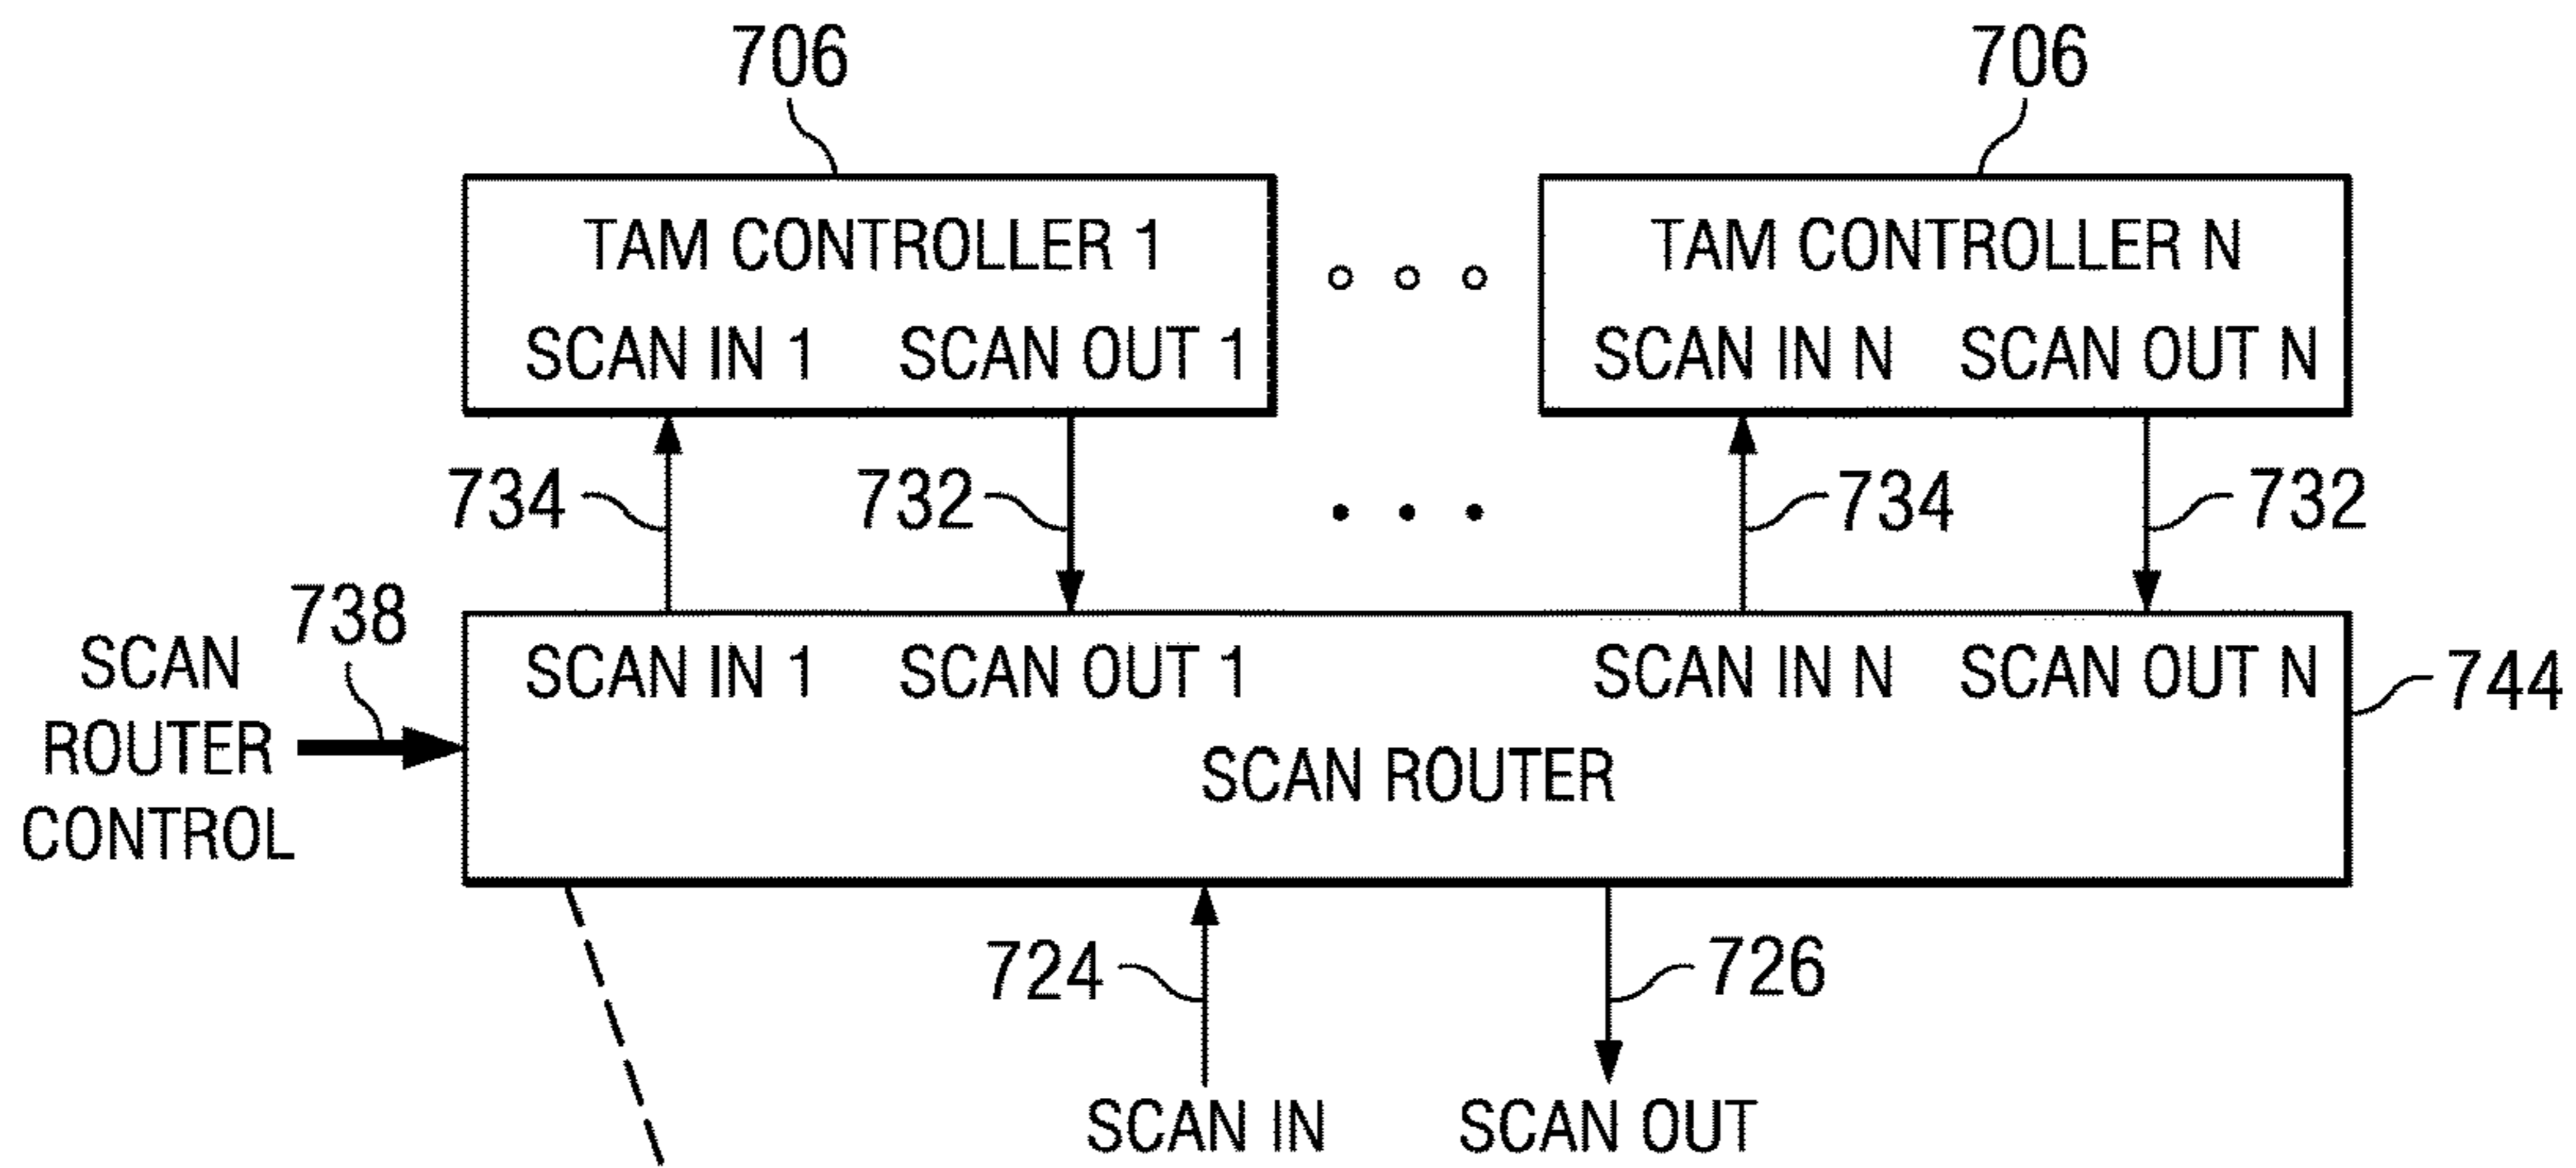 706 706
TAM CONTROLLER 1 TAM CONTROLLER N
SCAN IN 1 SCAN OUT 1 SCAN IN N SCAN OUT N
734 732 734 732
738
SCAN
ROUTER
CONTROL
SCAN IN 1 SCAN OUT 1 SCAN IN N SCAN OUT N
744
SCAN ROUTER
724 726
SCAN IN SCAN OUT